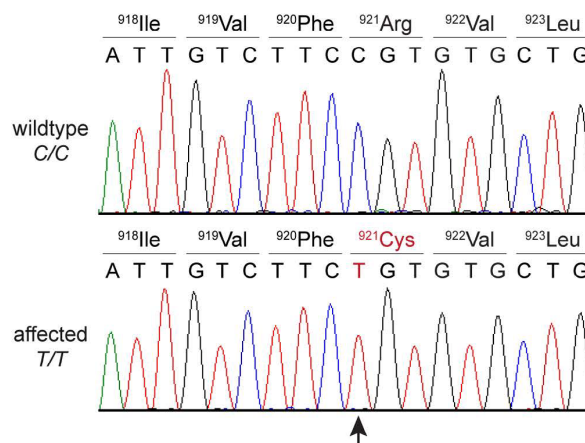 ⁹¹⁸Ile ⁹¹⁹Val ⁹²⁰Phe ⁹²¹Arg ⁹²²Val ⁹²³Leu
A T T G T C T T C C G T G T G C T G
wildtype
C/C
⁹¹⁸Ile ⁹¹⁹Val ⁹²⁰Phe ⁹²¹Cys ⁹²²Val ⁹²³Leu
A T T G T C T T C T G T G T G C T G
affected
T/T